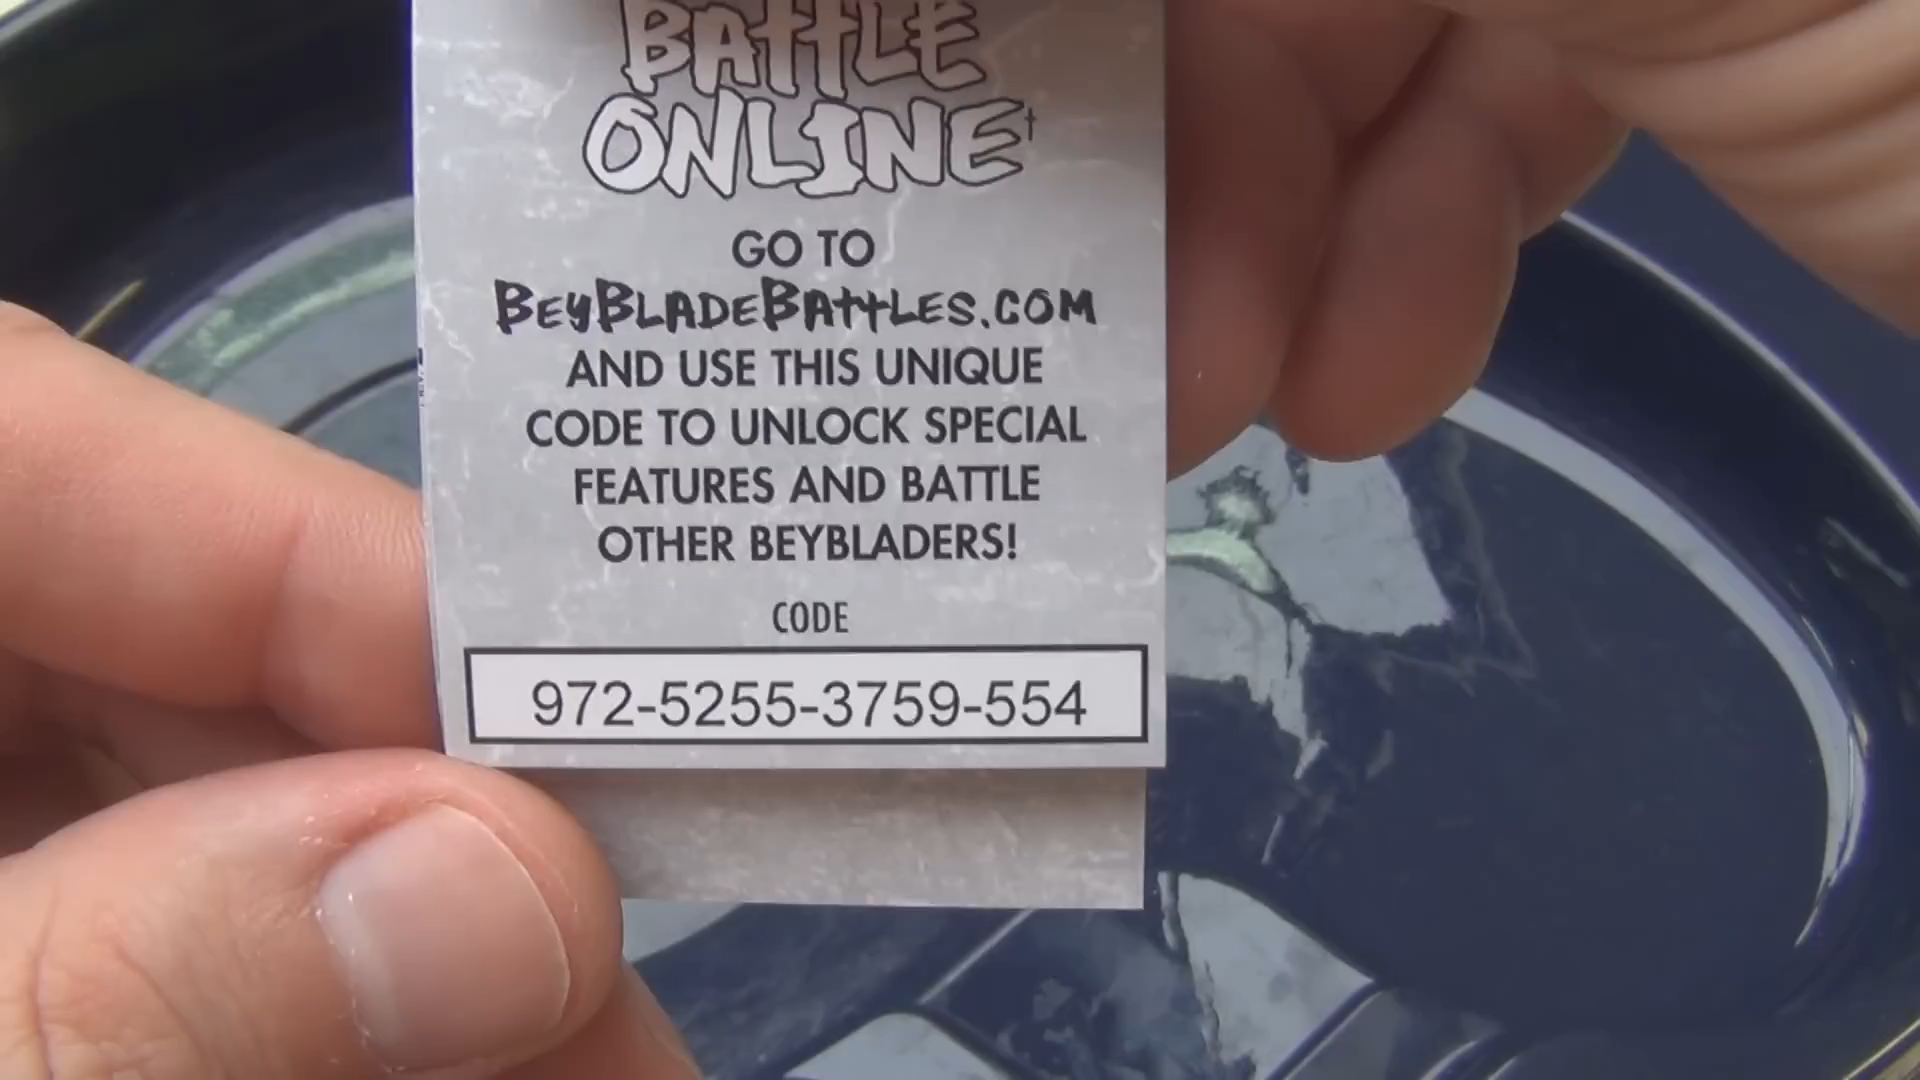 BATTLE
ONLINE†
GO TO
BEYBLADEBATTLES.COM
AND USE THIS UNIQUE
CODE TO UNLOCK SPECIAL
FEATURES AND BATTLE
OTHER BEYBLADERS!
CODE
972-5255-3759-554